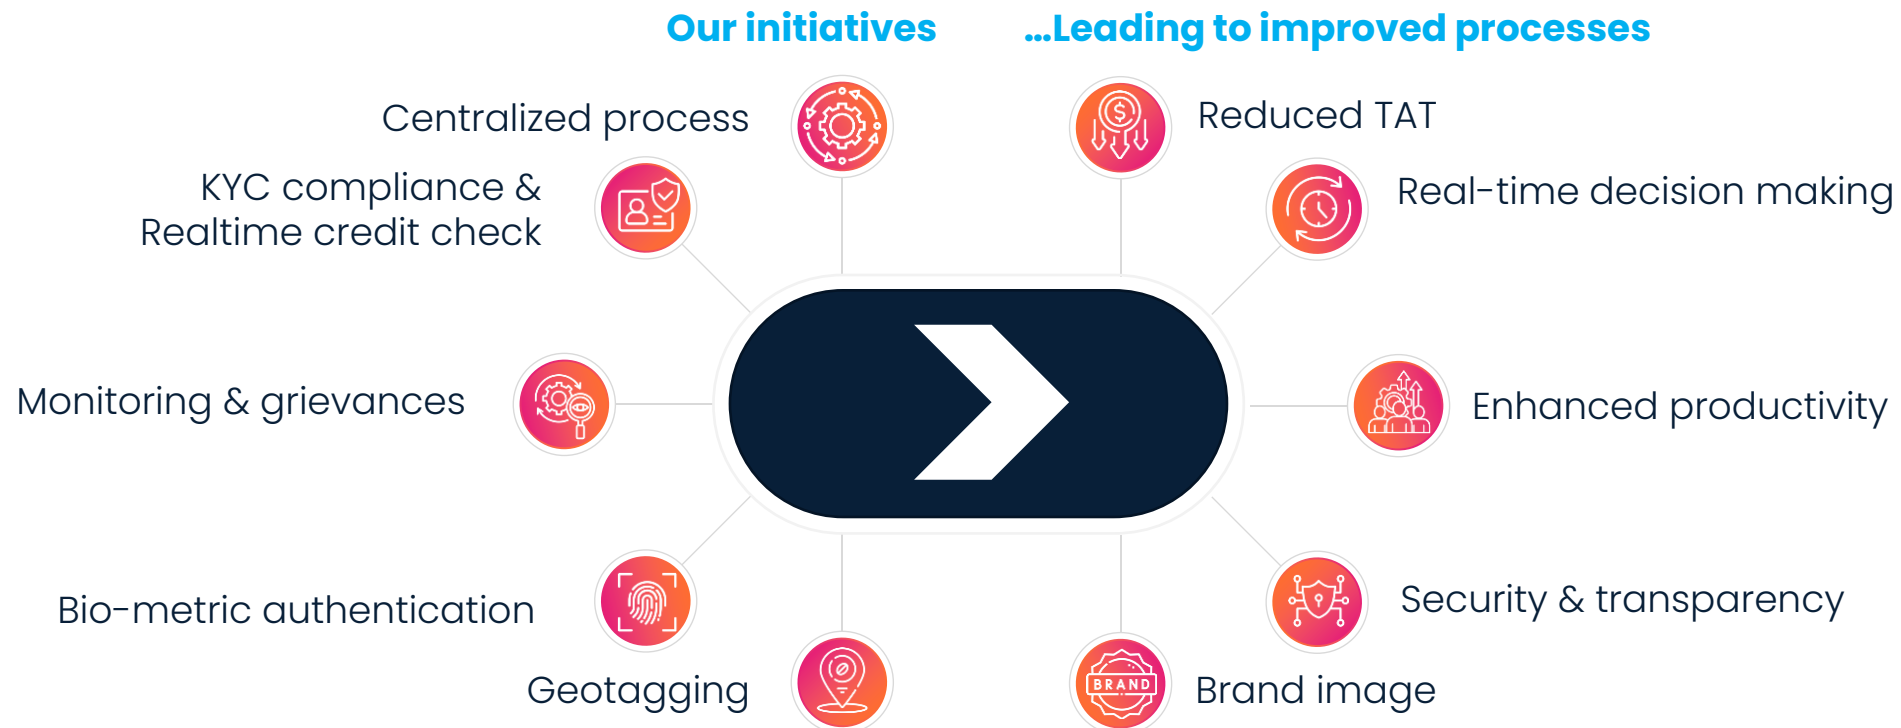 Our initiatives
...Leading to improved processes
Centralized process
KYC compliance &
Realtime credit check
Monitoring & grievances
Bio-metric authentication
Geotagging
Reduced TAT
$
Real-time decision making
Enhanced productivity
Security & transparency
BRAND
Brand image